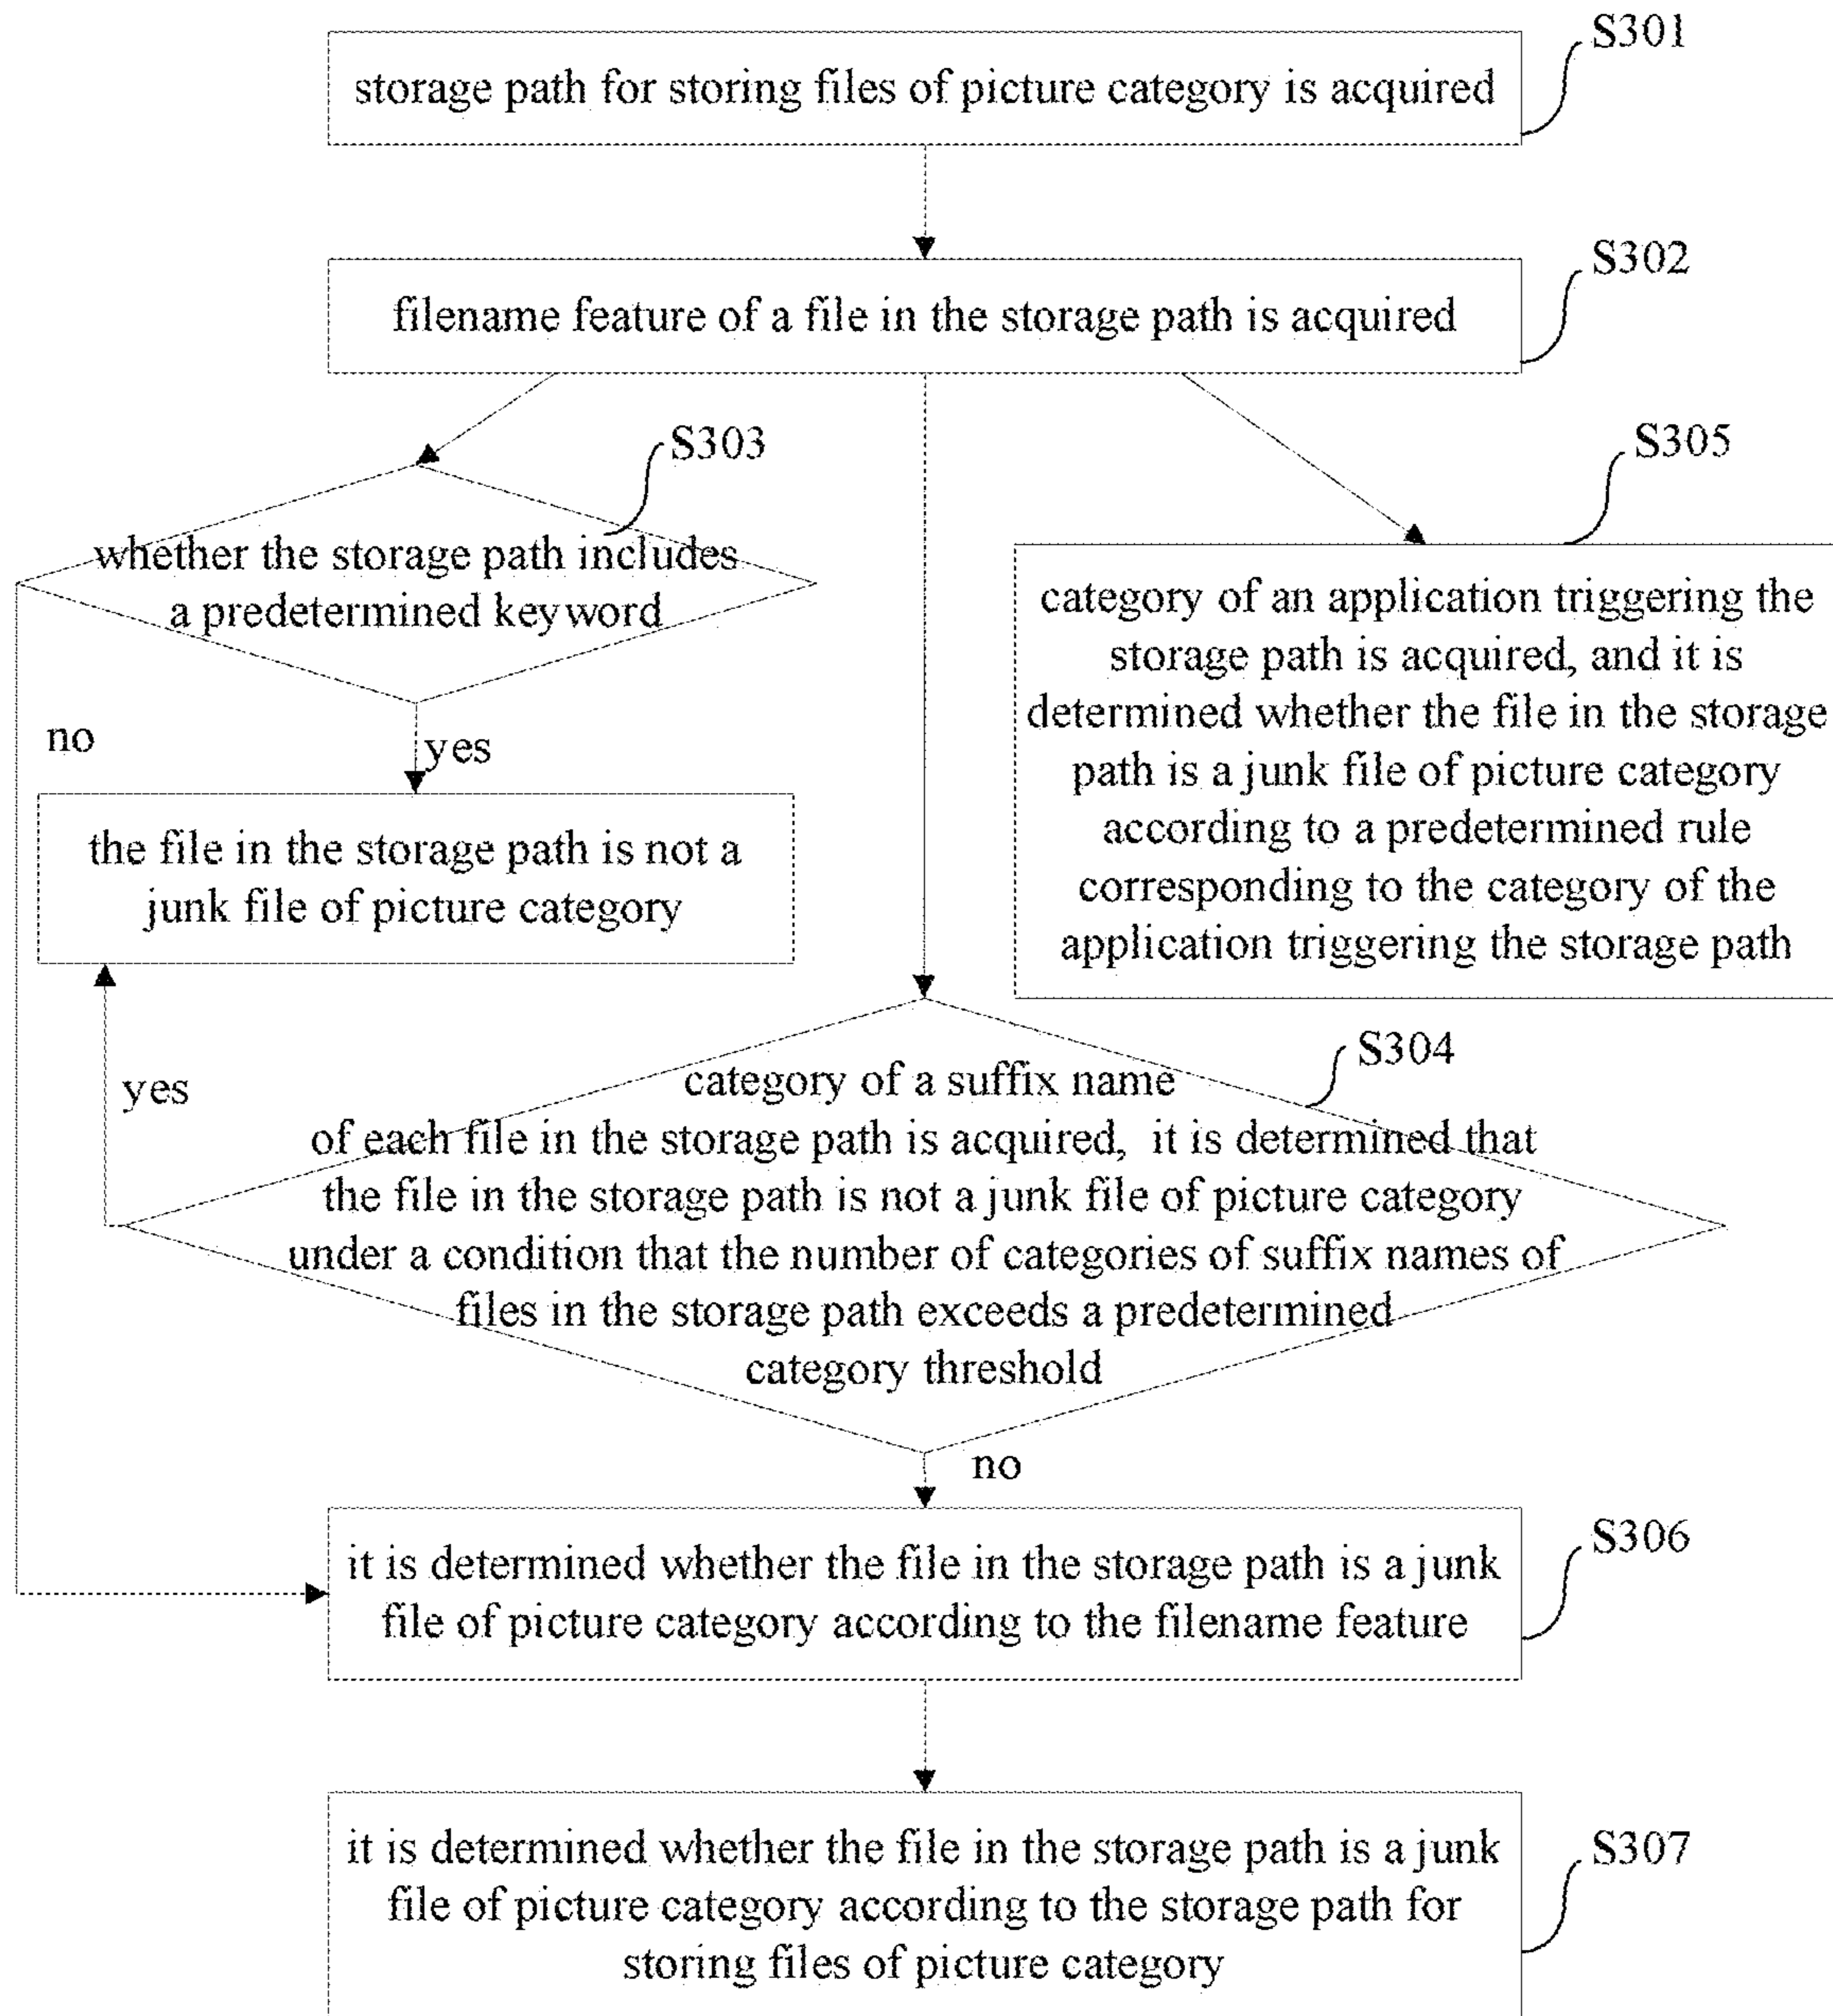 S301
storage path for storing files of picture category is acquired
S302
filename feature of a file in the storage path is acquired
S303
whether the storage path includes
a predetermined keyword
S305
category of an application triggering the
storage path is acquired, and it is
determined whether the file in the storage
path is a junk file of picture category
according to a predetermined rule
corresponding to the category of the
application triggering the storage path
no
yes
the file in the storage path is not a
junk file of picture category
S304
yes
category of a suffix name
of each file in the storage path is acquired, it is determined that
the file in the storage path is not a junk file of picture category
under a condition that the number of categories of suffix names of
files in the storage path exceeds a predetermined
category threshold
no
S306
it is determined whether the file in the storage path is a junk
file of picture category according to the filename feature
S307
it is determined whether the file in the storage path is a junk
file of picture category according to the storage path for
storing files of picture category